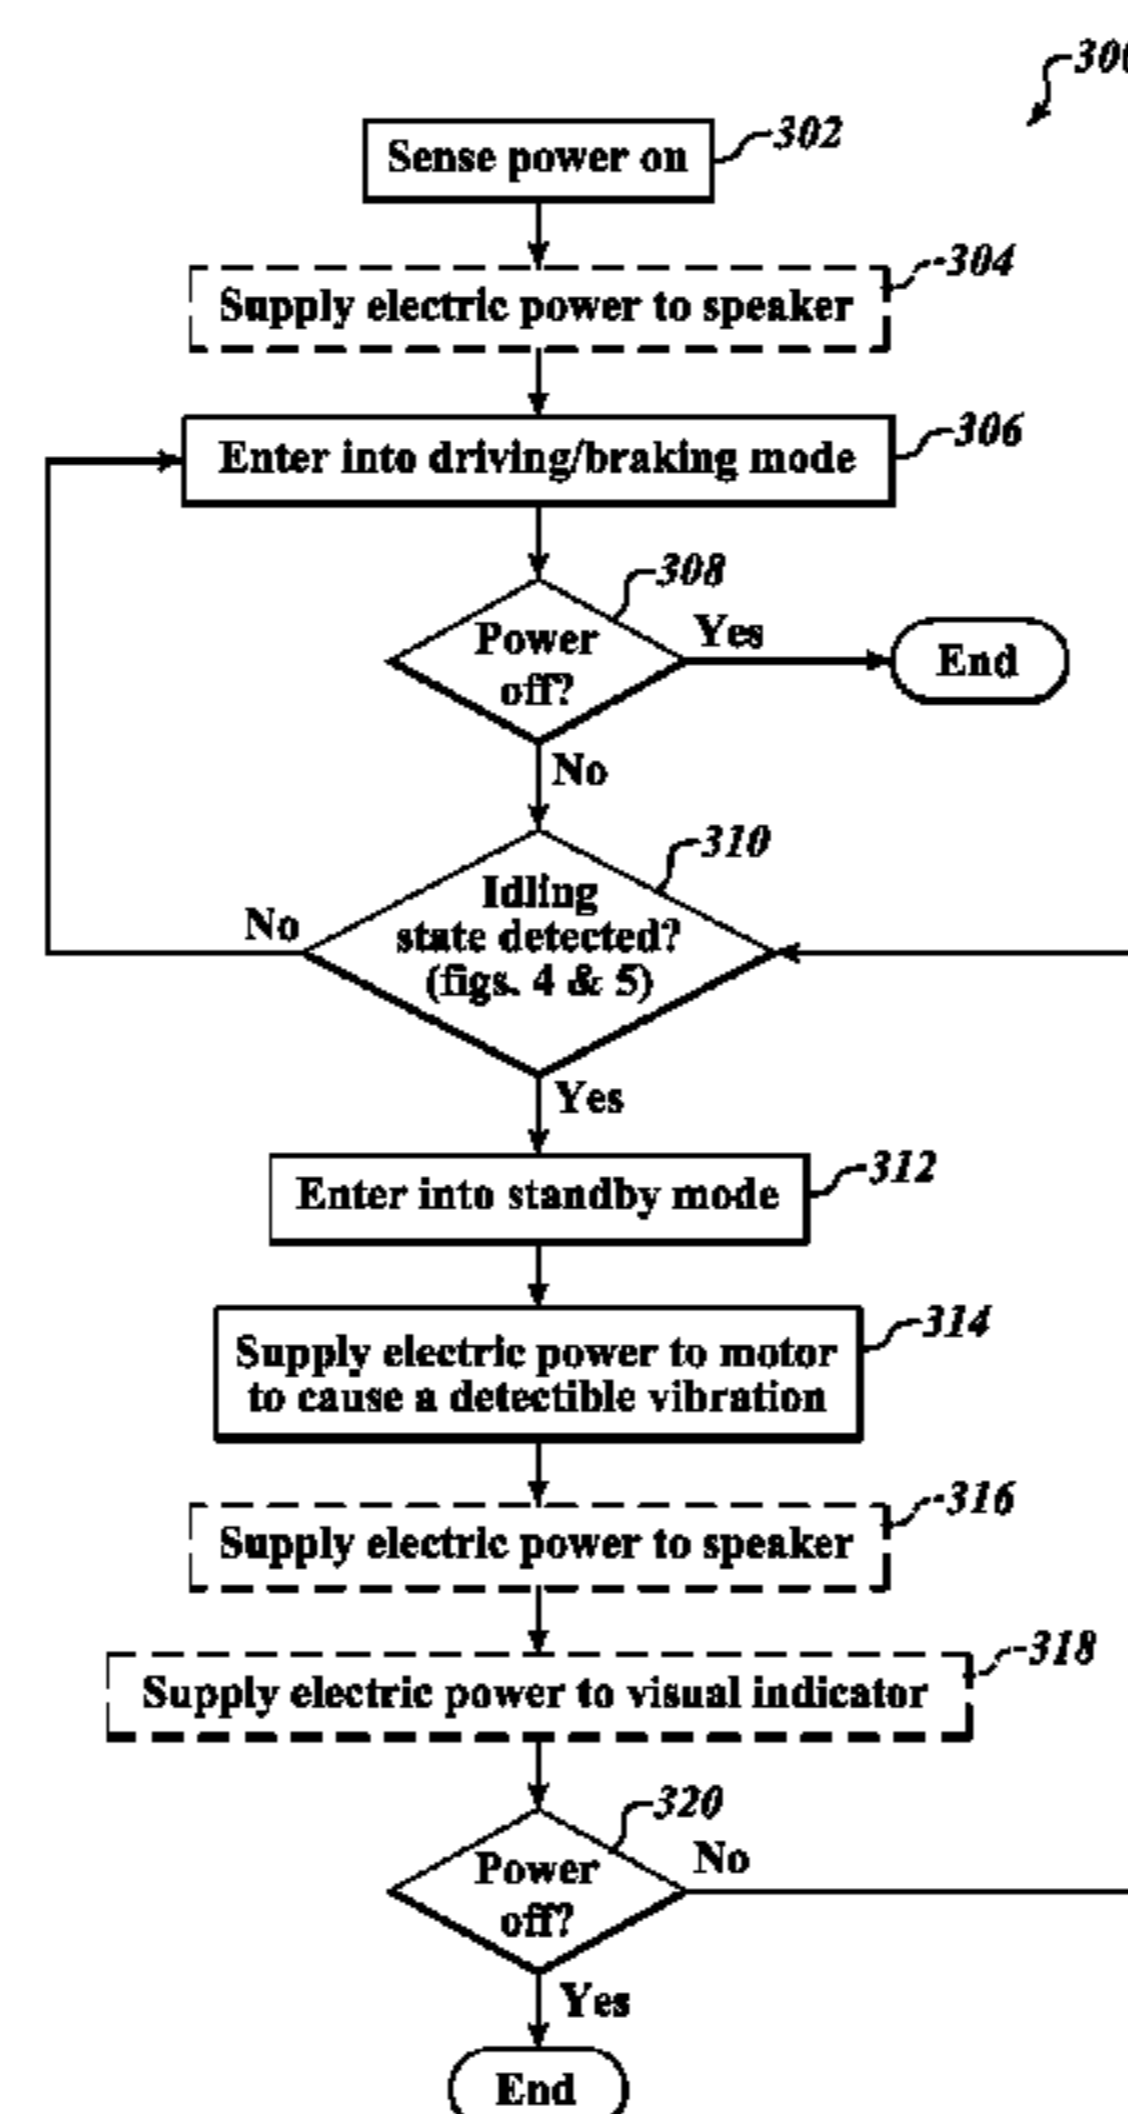 300
Sense power on
302
Supply electric power to speaker
304
Enter into driving/braking mode
306
Power
off?
308
Yes
End
No
Idling
state detected?
(figs. 4 & 5)
310
No
Yes
Enter into standby mode
312
Supply electric power to motor
to cause a detectible vibration
314
Supply electric power to speaker
316
Supply electric power to visual indicator
318
Power
off?
320
No
Yes
End